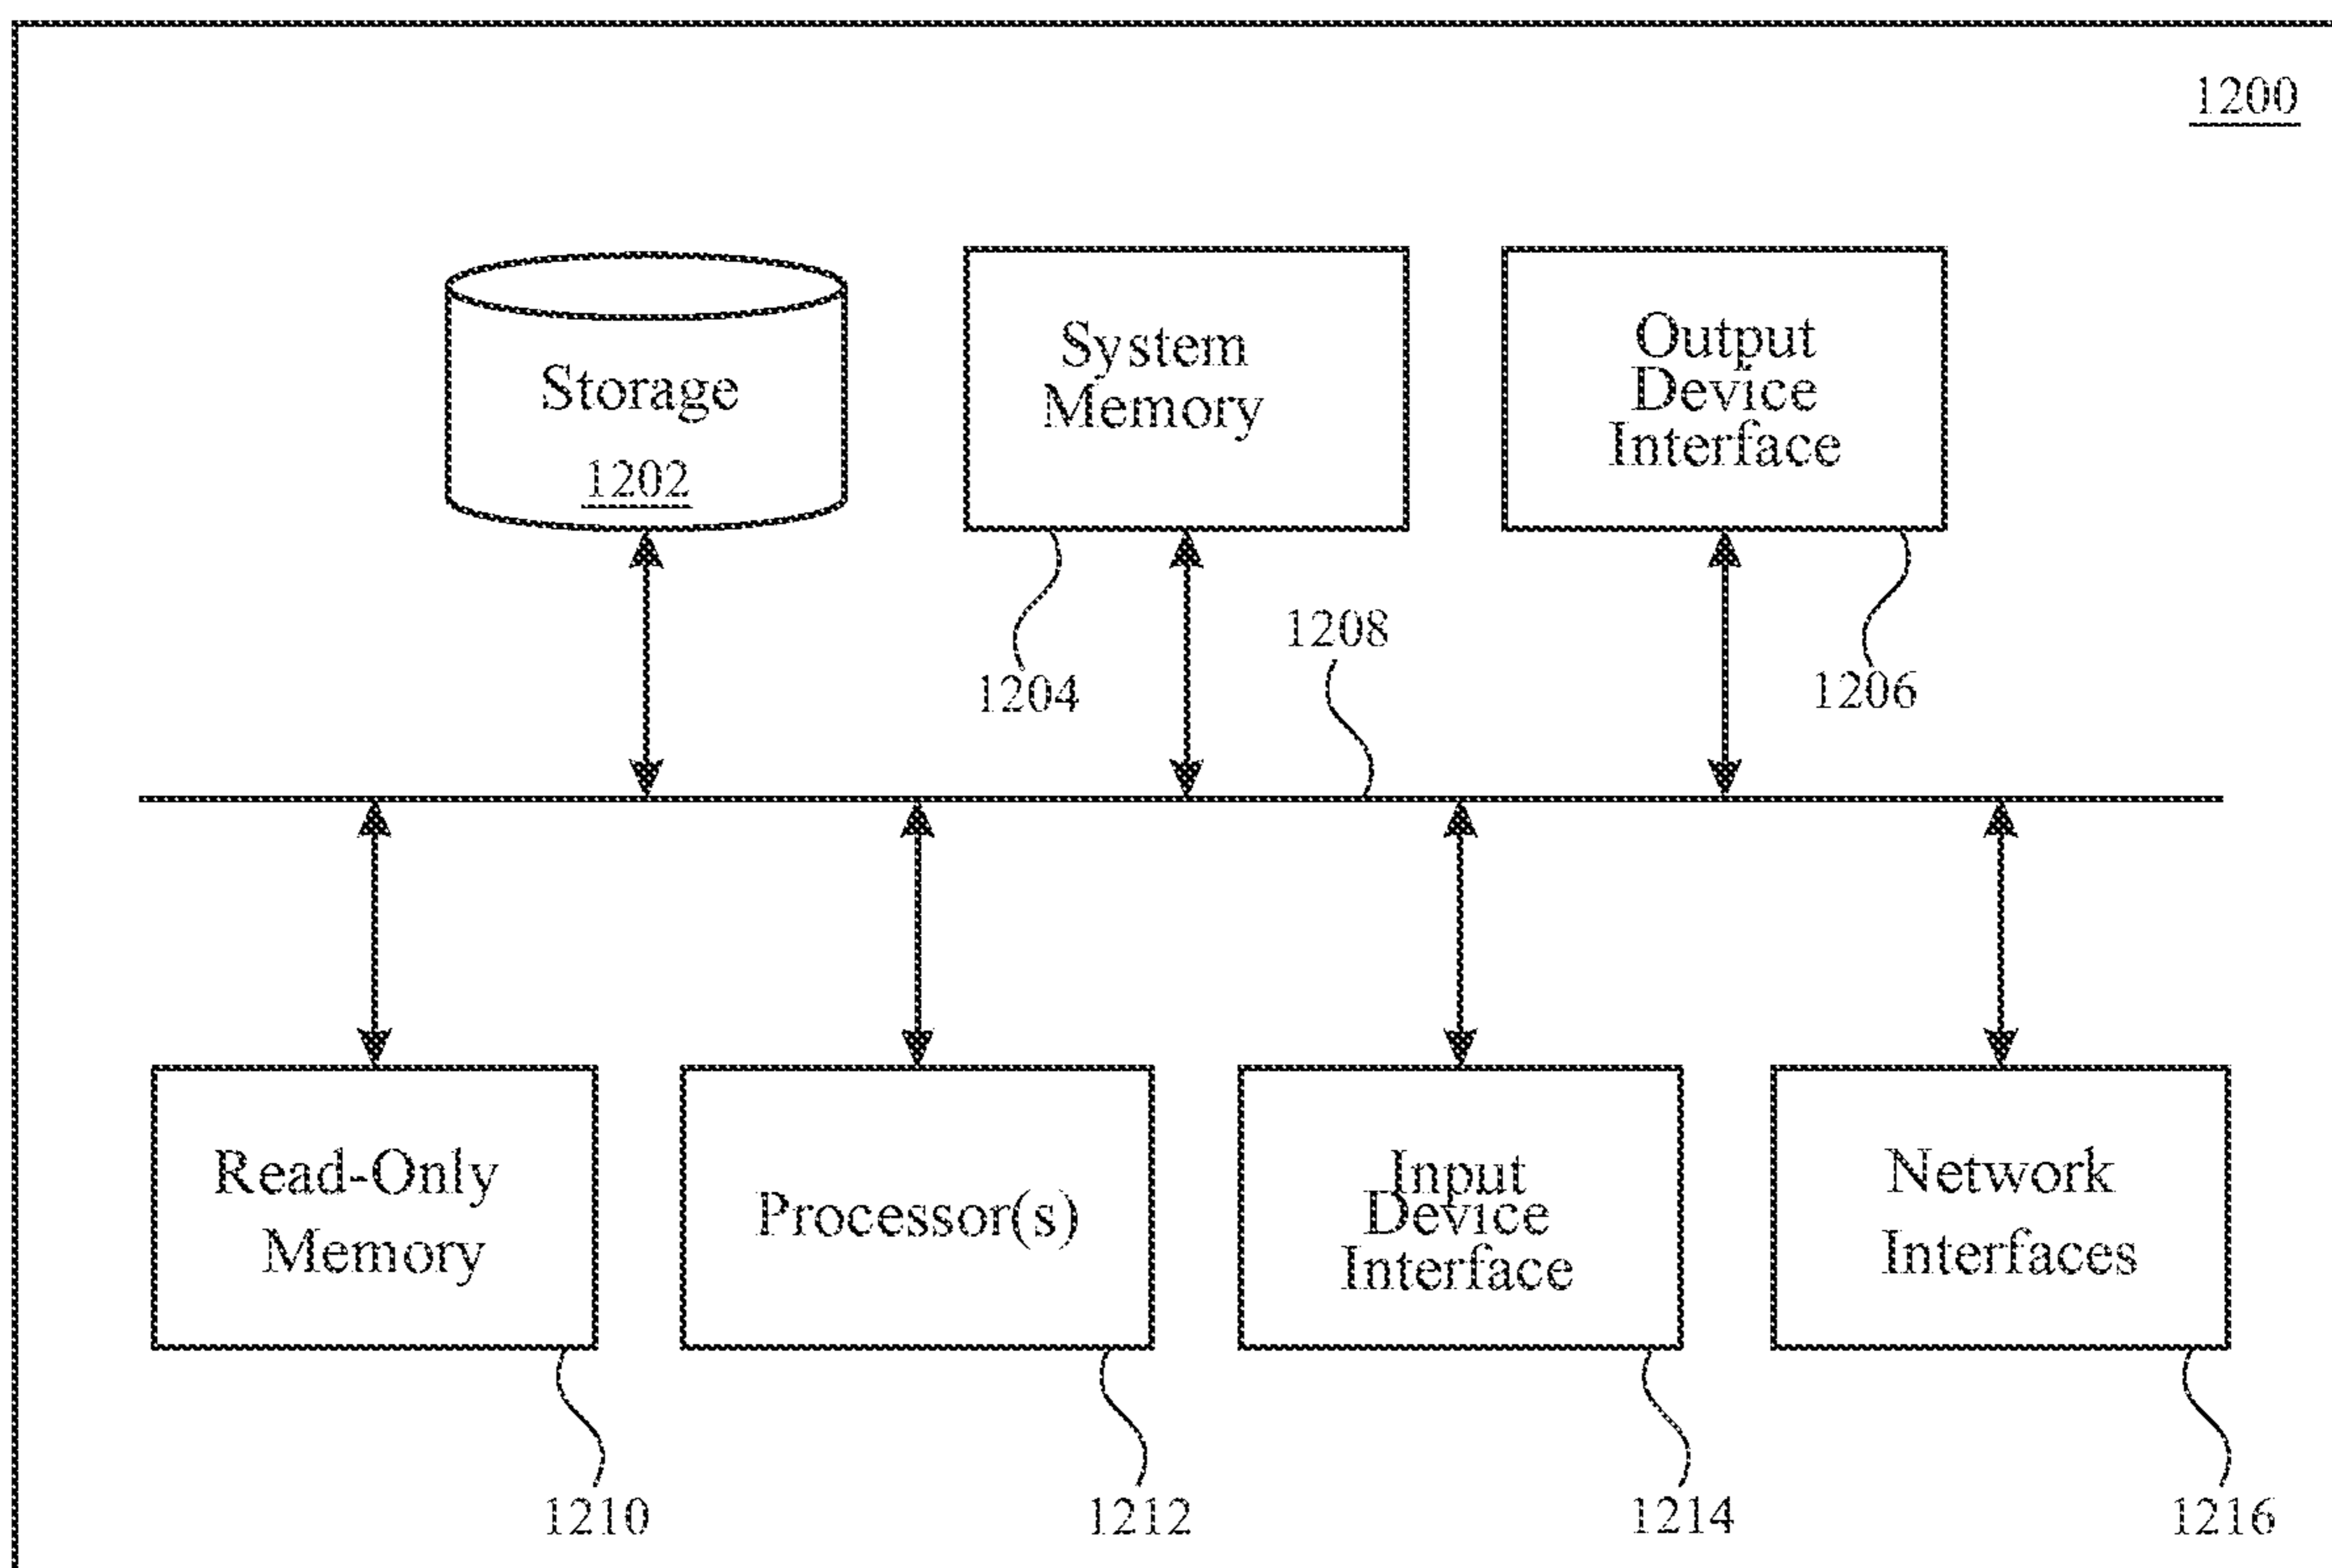 1200
Storage
1202
System
Memory
Output
Device
Interface
1208
1204
1206
Read-Only
Memory
Processor(s)
Input
Device
Interface
Network
Interfaces
1210
1212
1214
1216